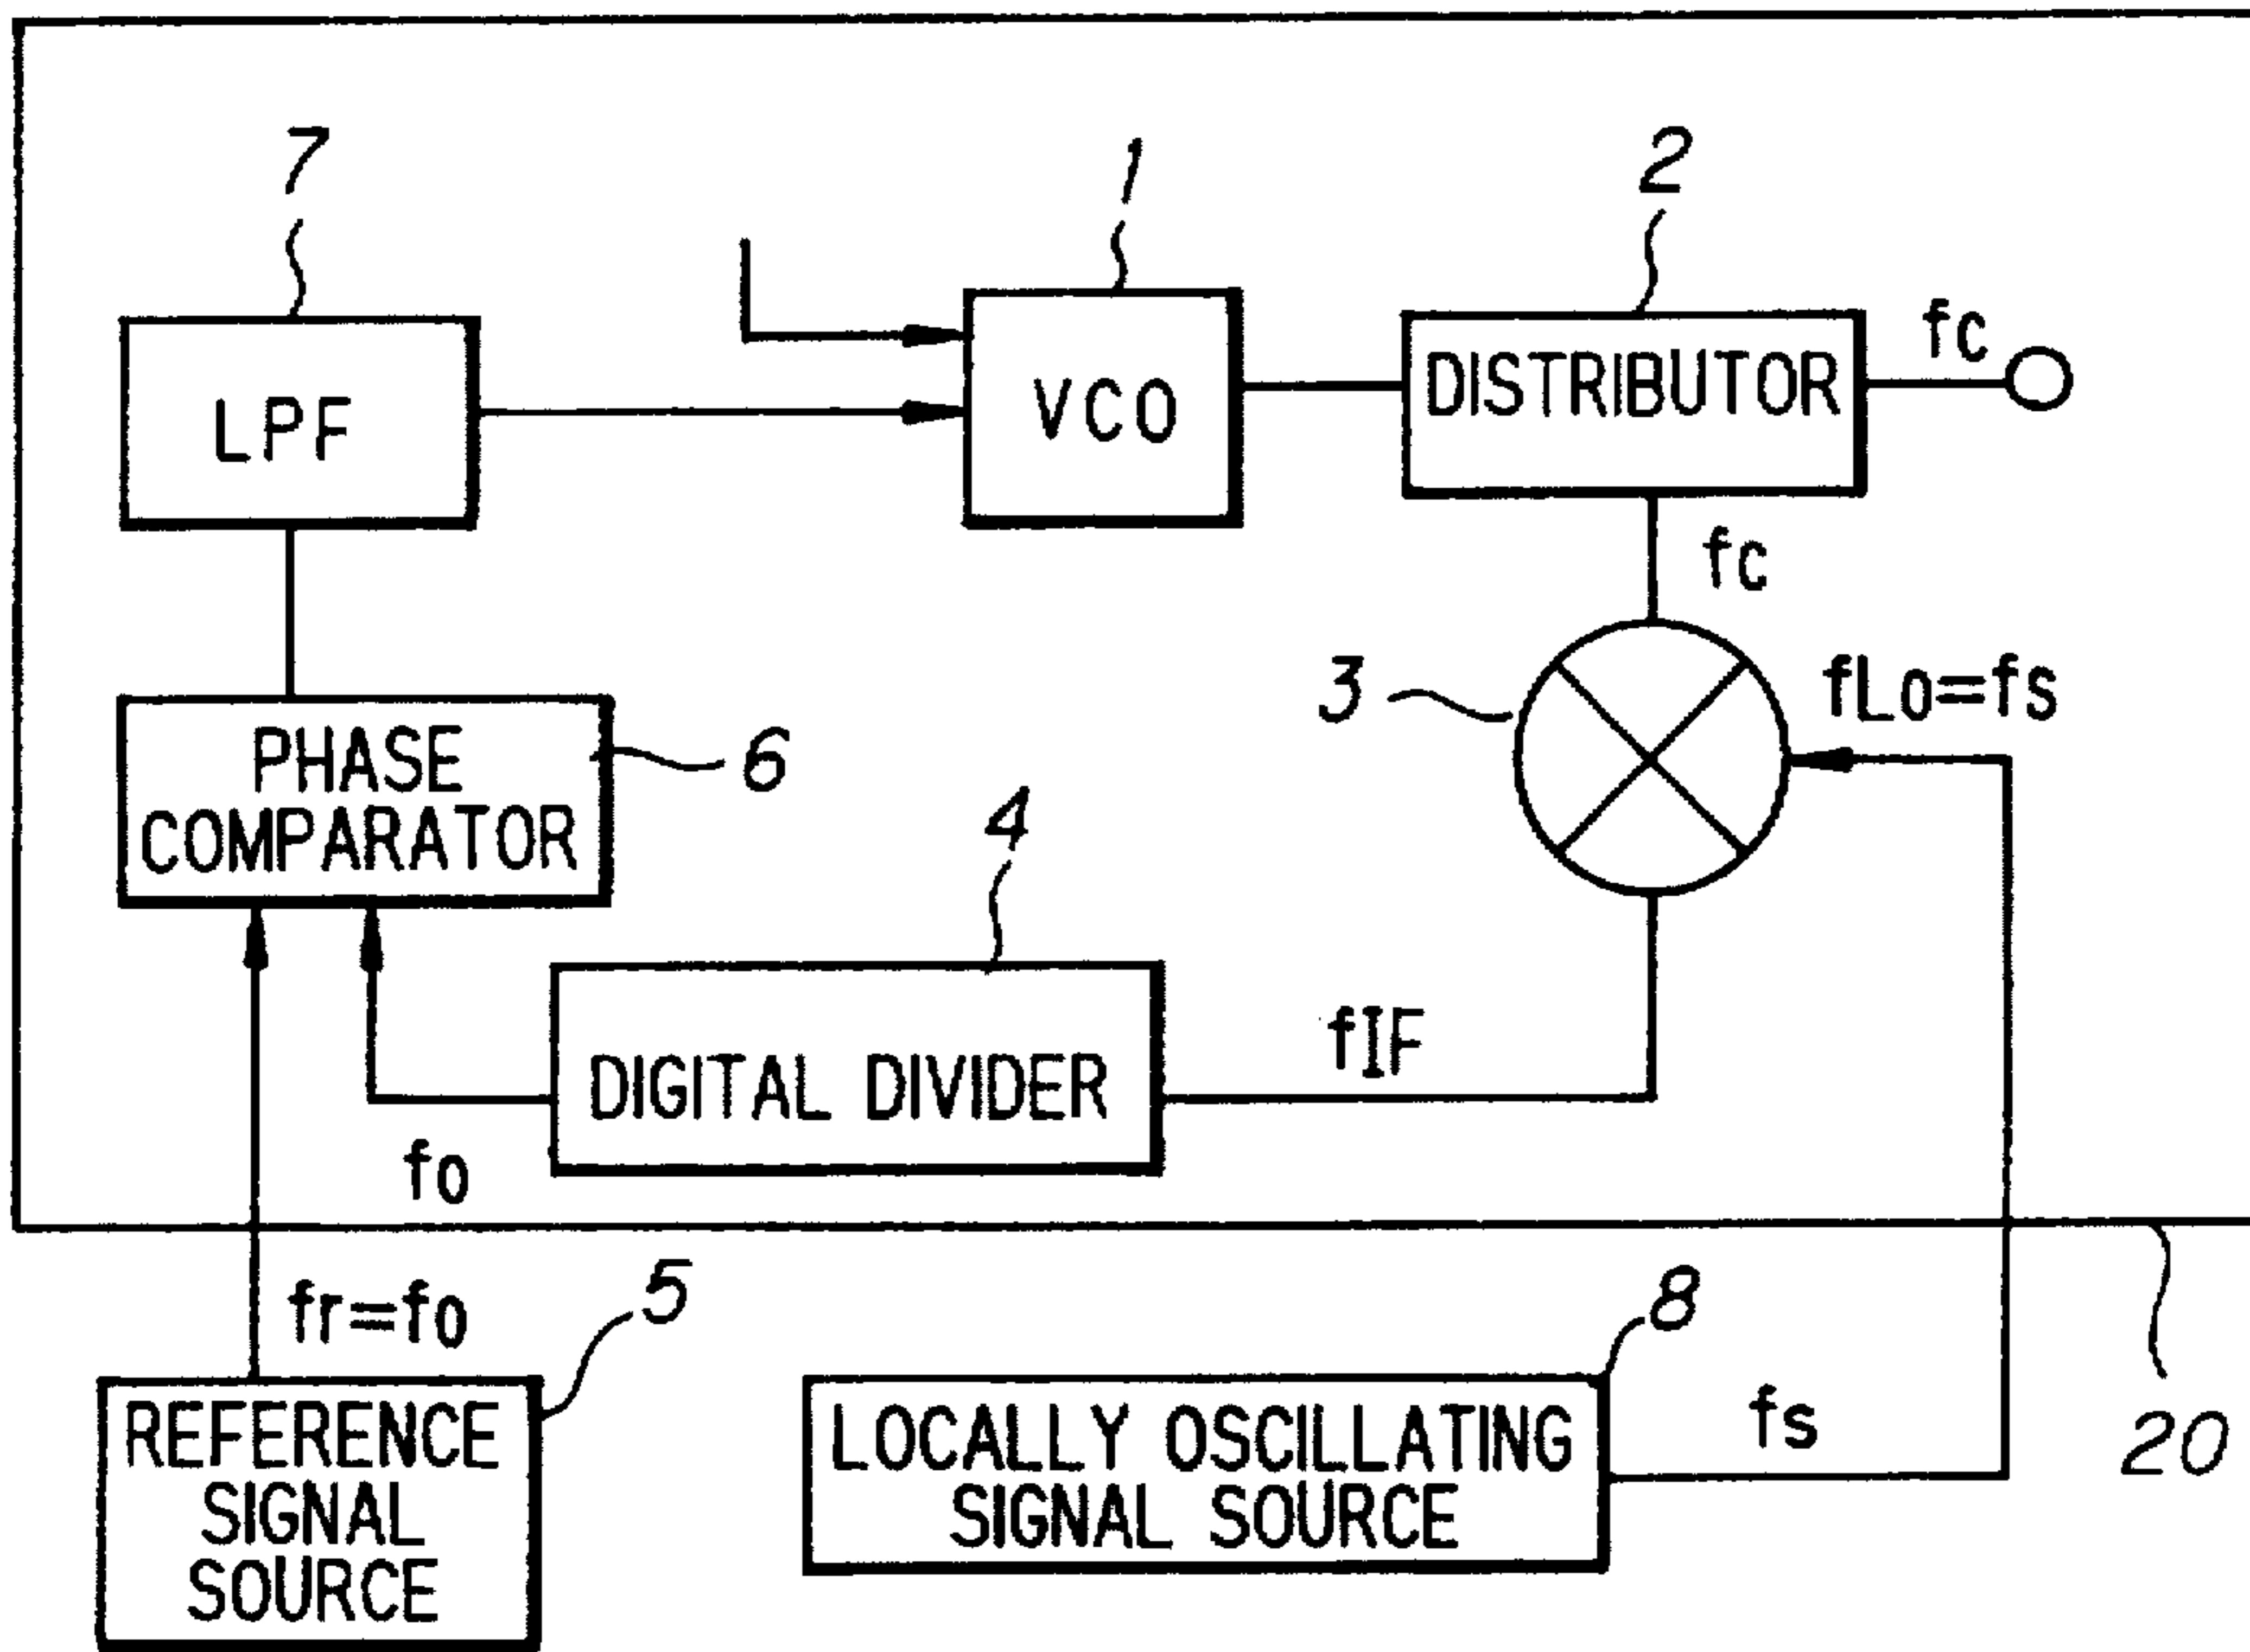 7
1
2
LPF
VCO
DISTRIBUTOR
fc
fc
3
fLo=fs
PHASE
COMPARATOR
6
4
DIGITAL DIVIDER
fIF
fo
fr=fo
5
8
20
REFERENCE
SIGNAL
SOURCE
LOCALLY OSCILLATING
SIGNAL SOURCE
fs